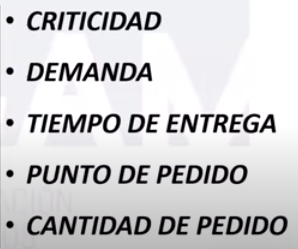 • CRITICIDAD
• DEMANDA
• TIEMPO DE ENTREGA
• PUNTO DE PEDIDO
• CANTIDAD DE PEDIDO